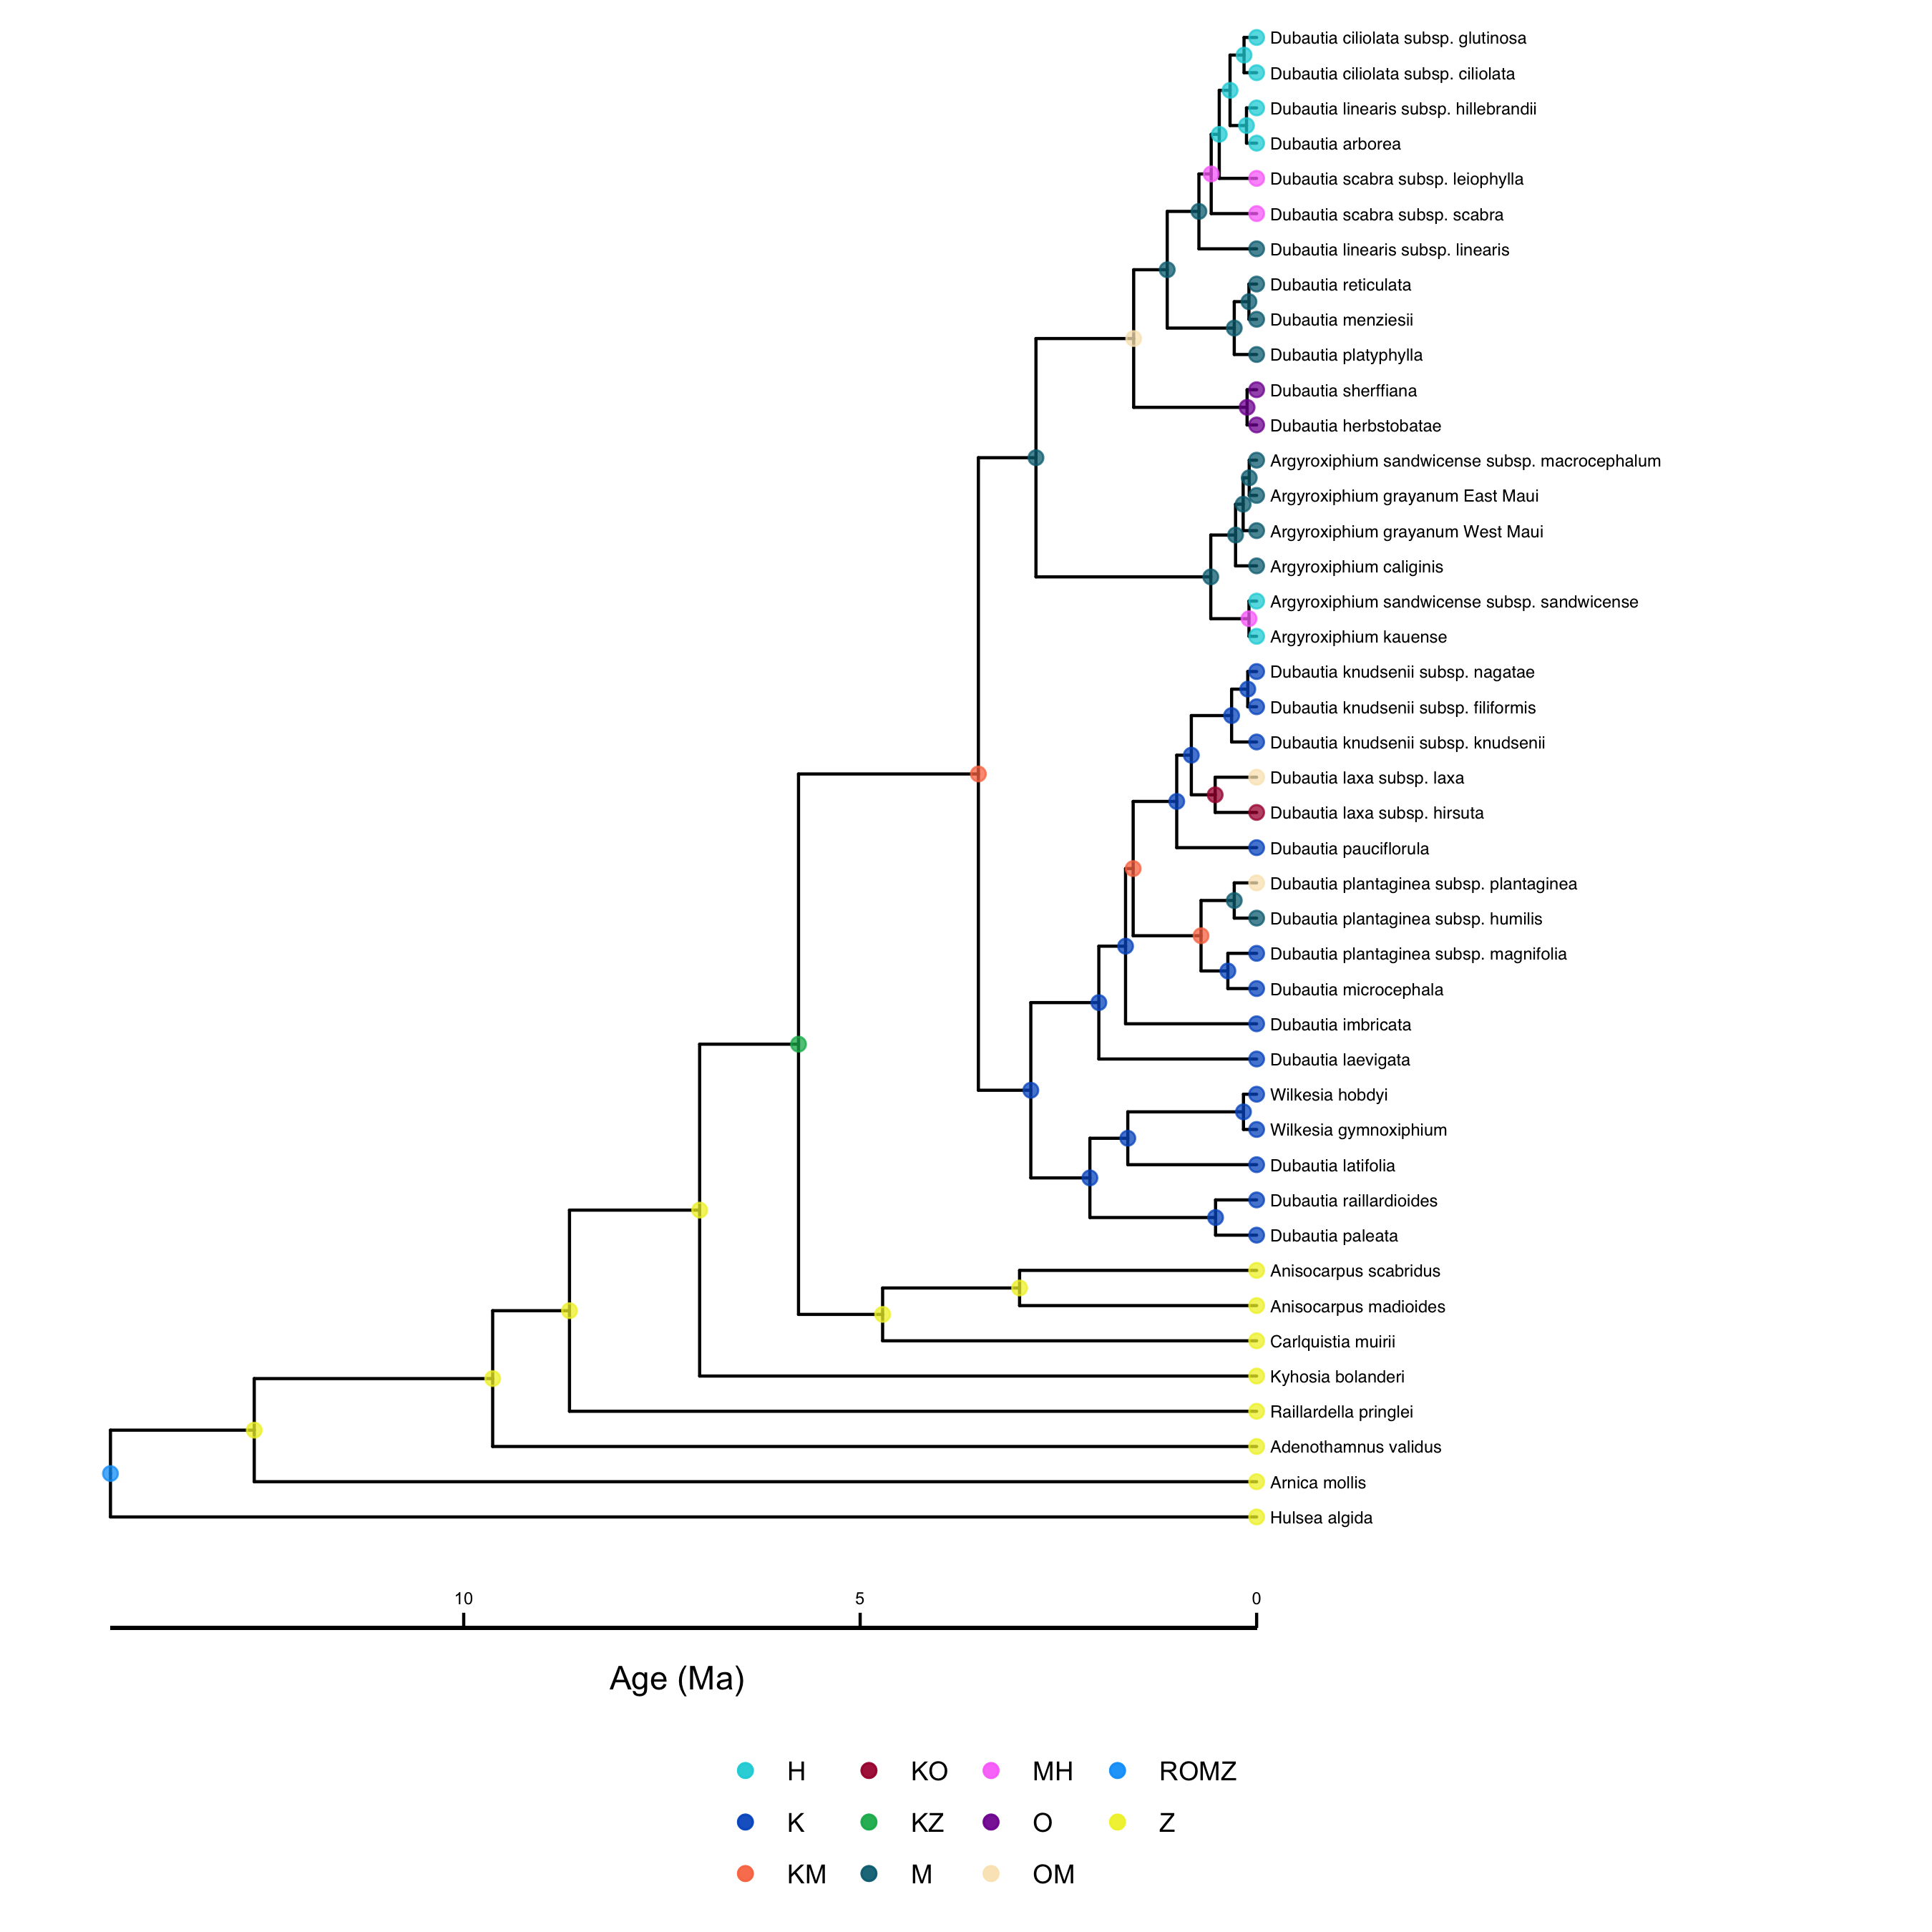 Dubautia ciliolata subsp. glutinosa
Dubautia ciliolata subsp. ciliolata
Dubautia linearis subsp. hillebrandii
Dubautia arborea
Dubautia scabra subsp. leiophylla
Dubautia scabra subsp. scabra
Dubautia linearis subsp. linearis
Dubautia reticulata
Dubautia menziesii
Dubautia platyphylla
Dubautia sherffiana
Dubautia herbstobatae
Argyroxiphium sandwicense subsp. macrocephalum
Argyroxiphium grayanum East Maui
Argyroxiphium grayanum West Maui
Argyroxiphium caliginis
Argyroxiphium sandwicense subsp. sandwicense
Argyroxiphium kauense
Dubautia knudsenii subsp. nagatae
Dubautia knudsenii subsp. filiformis
Dubautia knudsenii subsp. knudsenii
Dubautia laxa subsp. laxa
Dubautia laxa subsp. hirsuta
Dubautia pauciflorula
Dubautia plantaginea subsp. plantaginea
Dubautia plantaginea subsp. humilis
Dubautia plantaginea subsp. magnifolia
Dubautia microcephala
Dubautia imbricata
Dubautia laevigata
Wilkesia hobdyi
Wilkesia gymnoxiphium
Dubautia latifolia
Dubautia raillardioides
Dubautia paleata
Anisocarpus scabridus
Anisocarpus madioides
Carlquistia muirii
Kyhosia bolanderi
Raillardella pringlei
Adenothamnus validus
Arnica mollis
Hulsea algida
10 5 0
Age (Ma)
H KO MH ROMZ
K KZ O Z
KM M OM